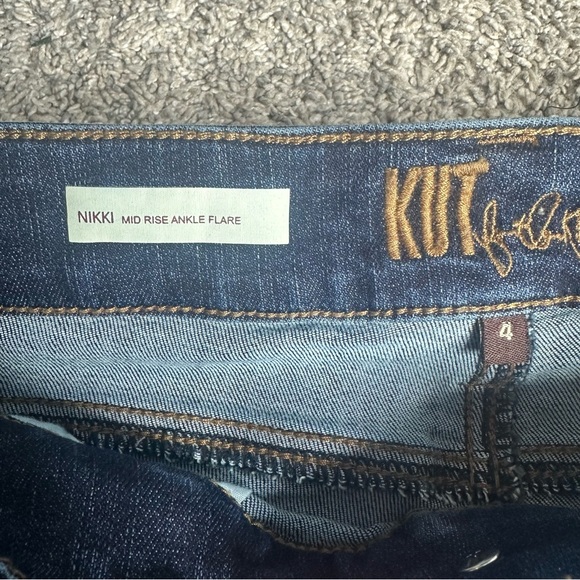 NIKKI MID RISE ANKLE FLARE
KUT
4